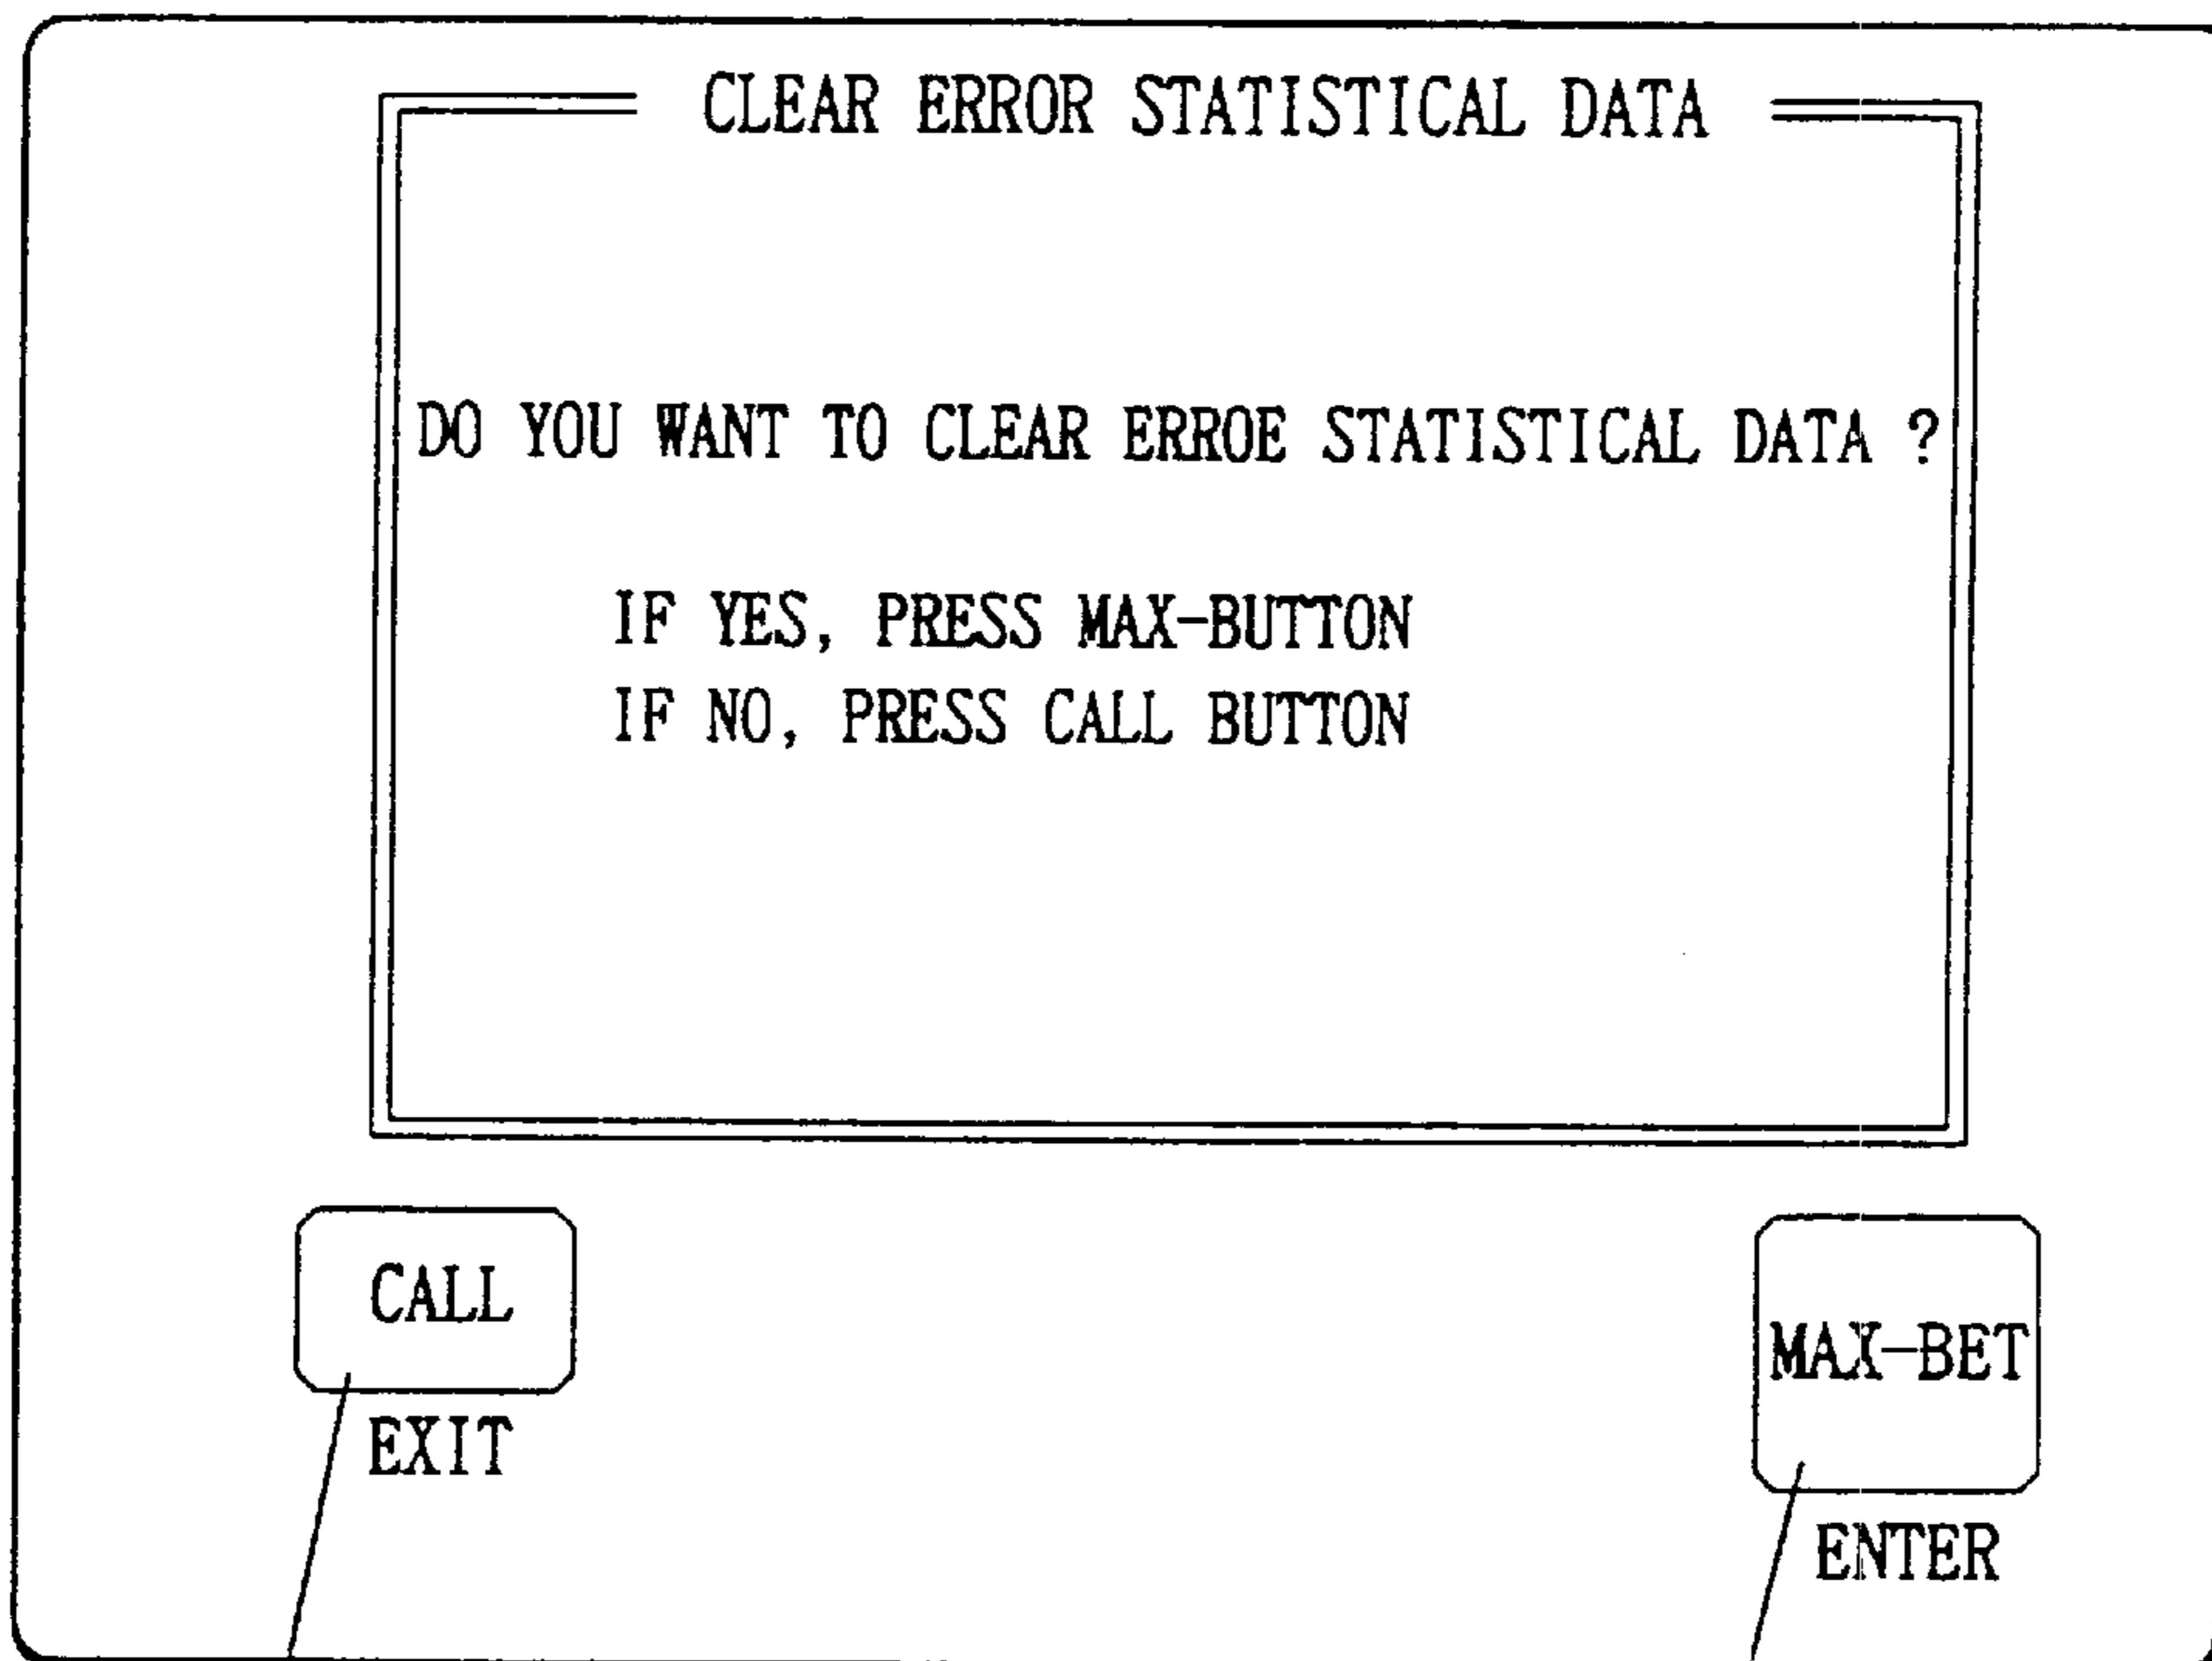 CLEAR ERROR STATISTICAL DATA
DO YOU WANT TO CLEAR ERROE STATISTICAL DATA ?
IF YES, PRESS MAX-BUTTON
IF NO, PRESS CALL BUTTON
CALL
EXIT
MAX-BET
ENTER